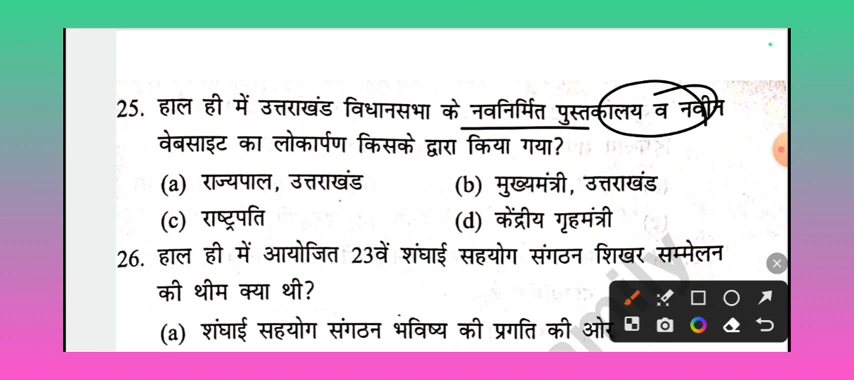 25. हाल ही में उत्तराखंड विधानसभा के नवनिर्मित पुस्तकालय व नवीन
वेबसाइट का लोकार्पण किसके द्वारा किया गया?
(a) राज्यपाल, उत्तराखंड (b) मुख्यमंत्री, उत्तराखंड
(c) राष्ट्रपति (d) केंद्रीय गृहमंत्री
26. हाल ही में आयोजित 23वें शंघाई सहयोग संगठन शिखर सम्मेलन
की थीम क्या थी?
(a) शंघाई सहयोग संगठन भविष्य की प्रगति की ओर